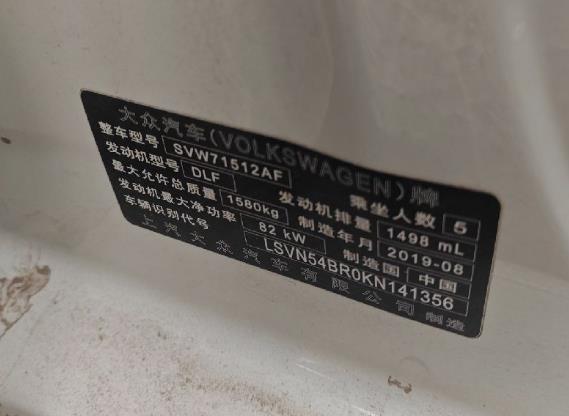 大众汽车(VOLKSWAGEN)牌
整车型号 SVW71512AF 乘坐人数 5
发动机型号 DLF 发动机排量 1498 mL
最大允许总质量 1580kg 制造年月 2019-08
发动机最大净功率 82 kW 制造国 中国
车辆识别代号 LSVN54BR0KN141356
上汽大众汽车有限公司 制造